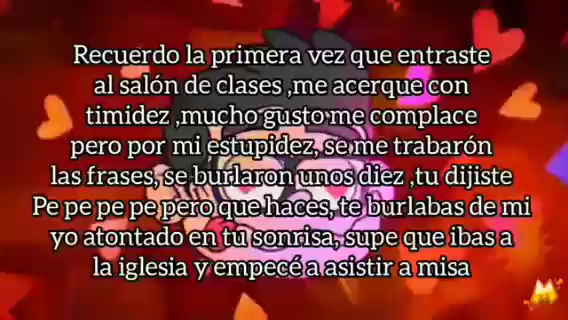 Recuerdo la primera vez que entraste
al salón de clases ,me acerque con
timidez ,mucho gusto me complace
pero por mi estupidez, se me trabarón
las frases, se burlaron unos diez ,tu dijiste
Pe pe pe pe pero que haces, te burlabas de mi
yo atontado en tu sonrisa, supe que ibas a
la iglesia y empecé a asistir a misa